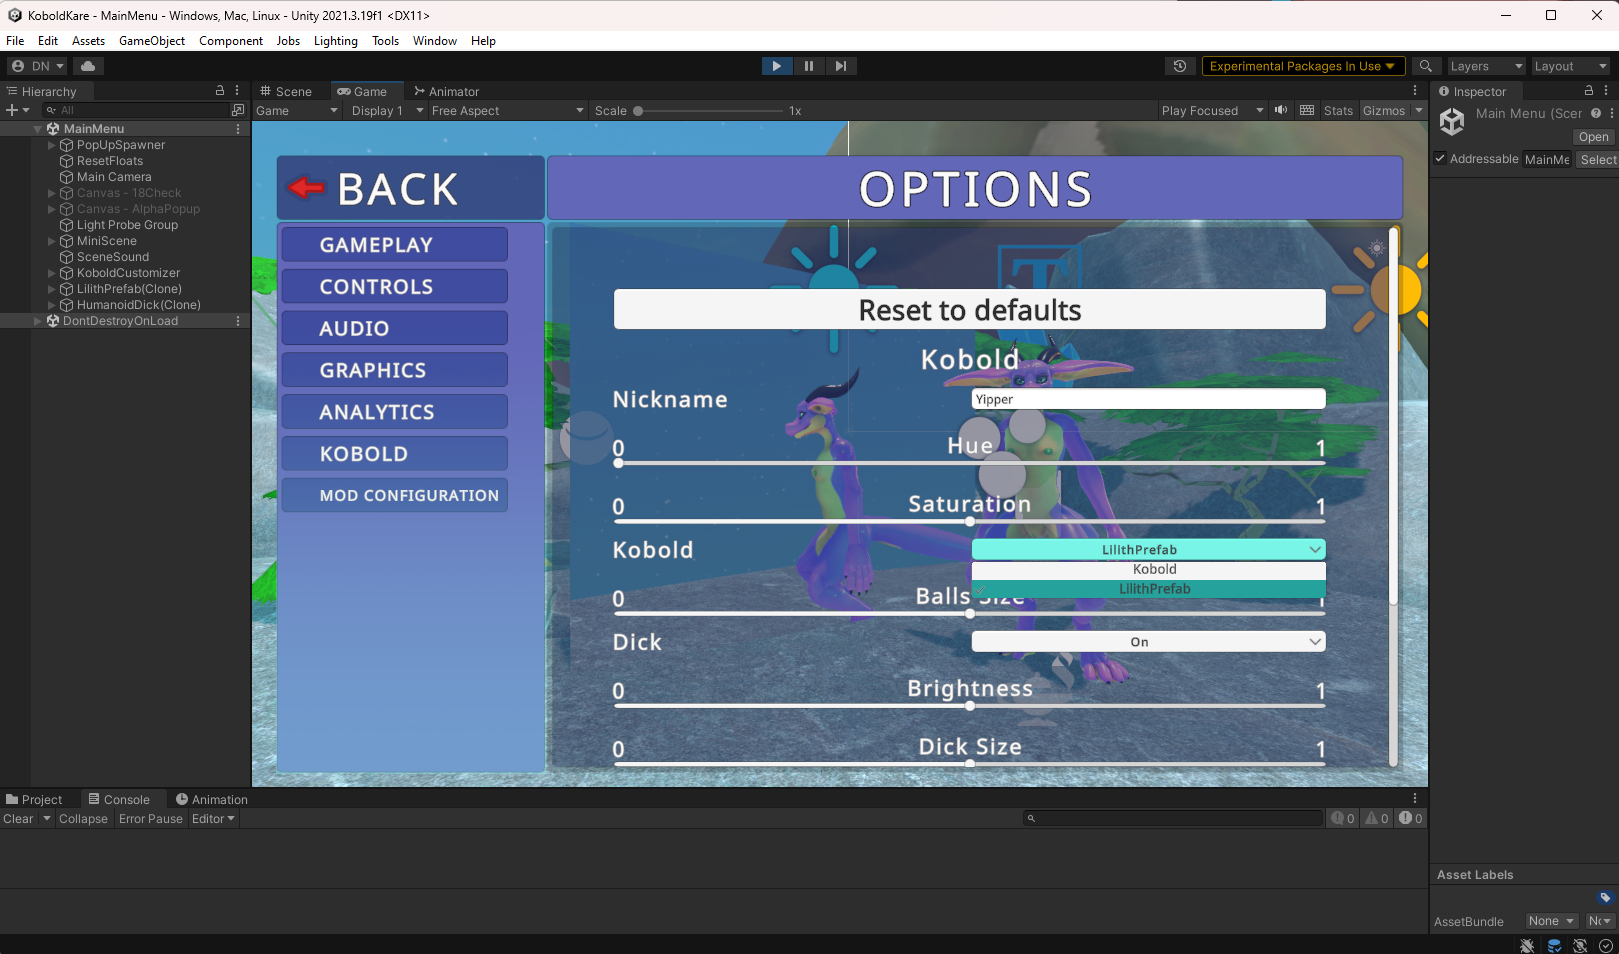 KoboldKare - MainMenu - Windows, Mac, Linux - Unity 2021.3.19f1 <DX11>
File Edit Assets GameObject Component Jobs Lighting Tools Window Help
DN Experimental Packages In Use Layers Layout
Hierarchy Scene Game Animator Inspector
All Game Display 1 Free Aspect Scale 1x Play Focused Stats Gizmos
Main Menu (Scer
Open
Addressable MainMe Select
MainMenu
PopUpSpawner
ResetFloats
Main Camera
Canvas - 18Check
Canvas - AlphaPopup
Light Probe Group
MiniScene
SceneSound
KoboldCustomizer
LilithPrefab(Clone)
HumanoidDick(Clone)
DontDestroyOnLoad
BACK OPTIONS
GAMEPLAY
CONTROLS
AUDIO
GRAPHICS
ANALYTICS
KOBOLD
MOD CONFIGURATION
Reset to defaults
Kobold
Nickname Yipper
0 Hue 1
0 Saturation 1
Kobold LilithPrefab
Kobold
LilithPrefab
0 Balls Size 1
Dick On
0 Brightness 1
0 Dick Size 1
Project Console Animation
Clear Collapse Error Pause Editor 0 0 0
Asset Labels
AssetBundle None